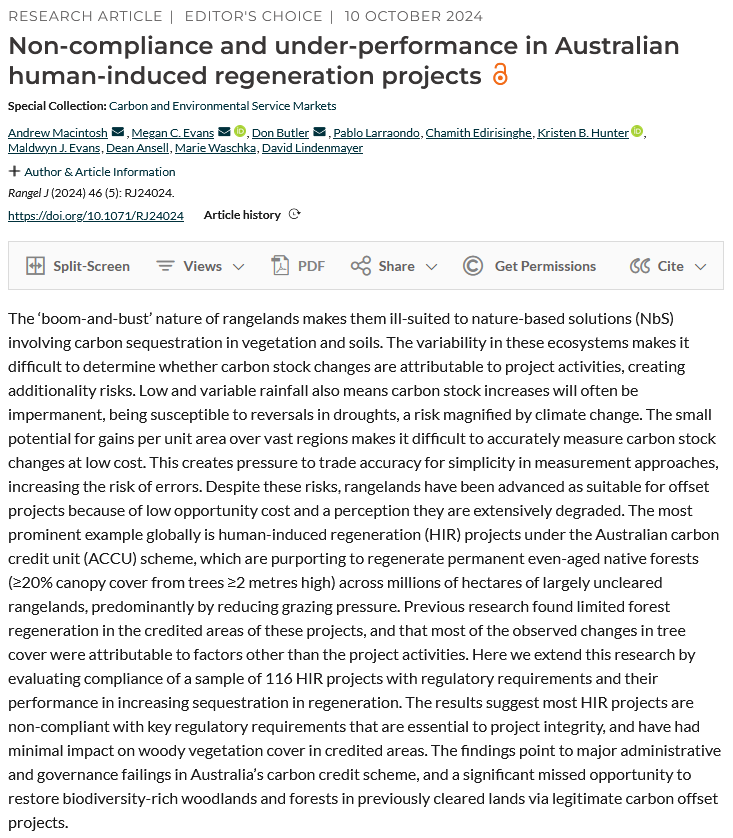 RESEARCH ARTICLE | EDITOR'S CHOICE | 10 OCTOBER 2024
Non-compliance and under-performance in Australian
human-induced regeneration projects
Special Collection: Carbon and Environmental Service Markets
Andrew Macintosh, Megan C. Evans, Don Butler, Pablo Larraondo, Chamith Edirisinghe, Kristen B. Hunter,
Maldwyn J. Evans, Dean Ansell, Marie Waschka, David Lindenmayer
+ Author & Article Information
Rangel J (2024) 46 (5): RJ24024.
https://doi.org/10.1071/RJ24024 Article history
Split-Screen Views PDF Share Get Permissions Cite
The ‘boom-and-bust’ nature of rangelands makes them ill-suited to nature-based solutions (NbS)
involving carbon sequestration in vegetation and soils. The variability in these ecosystems makes it
difficult to determine whether carbon stock changes are attributable to project activities, creating
additionality risks. Low and variable rainfall also means carbon stock increases will often be
impermanent, being susceptible to reversals in droughts, a risk magnified by climate change. The small
potential for gains per unit area over vast regions makes it difficult to accurately measure carbon stock
changes at low cost. This creates pressure to trade accuracy for simplicity in measurement approaches,
increasing the risk of errors. Despite these risks, rangelands have been advanced as suitable for offset
projects because of low opportunity cost and a perception they are extensively degraded. The most
prominent example globally is human-induced regeneration (HIR) projects under the Australian carbon
credit unit (ACCU) scheme, which are purporting to regenerate permanent even-aged native forests
(≥20% canopy cover from trees ≥2 metres high) across millions of hectares of largely uncleared
rangelands, predominantly by reducing grazing pressure. Previous research found limited forest
regeneration in the credited areas of these projects, and that most of the observed changes in tree
cover were attributable to factors other than the project activities. Here we extend this research by
evaluating compliance of a sample of 116 HIR projects with regulatory requirements and their
performance in increasing sequestration in regeneration. The results suggest most HIR projects are
non-compliant with key regulatory requirements that are essential to project integrity, and have had
minimal impact on woody vegetation cover in credited areas. The findings point to major administrative
and governance failings in Australia’s carbon credit scheme, and a significant missed opportunity to
restore biodiversity-rich woodlands and forests in previously cleared lands via legitimate carbon offset
projects.